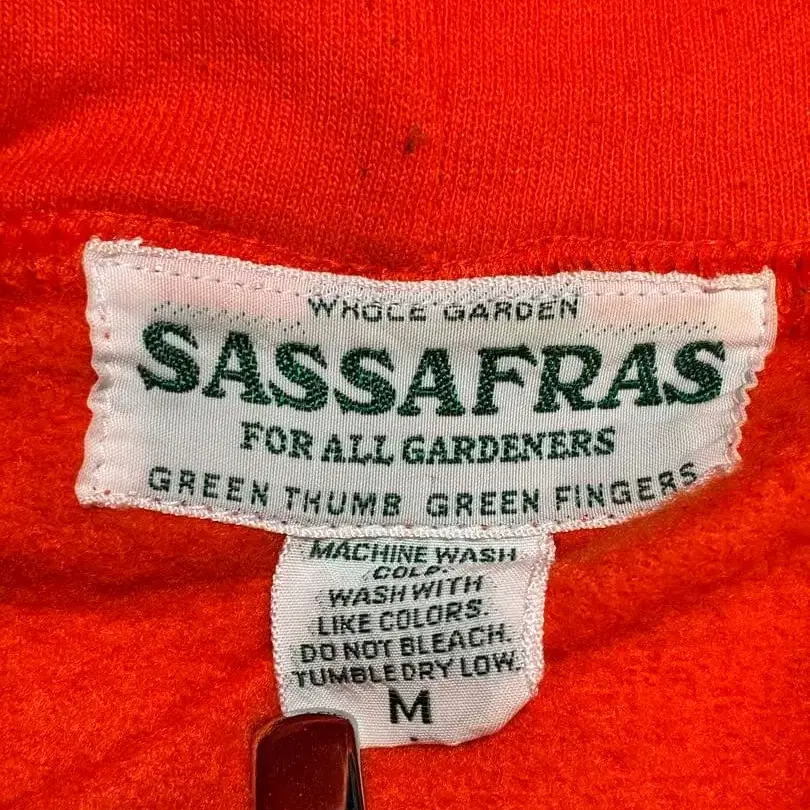 WHOLE GARDEN
SASSAFRAS
FOR ALL GARDENERS
GREEN THUMB GREEN FINGERS
MACHINE WASH
COLD.
WASH WITH
LIKE COLORS.
DO NOT BLEACH.
TUMBLE DRY LOW.
M